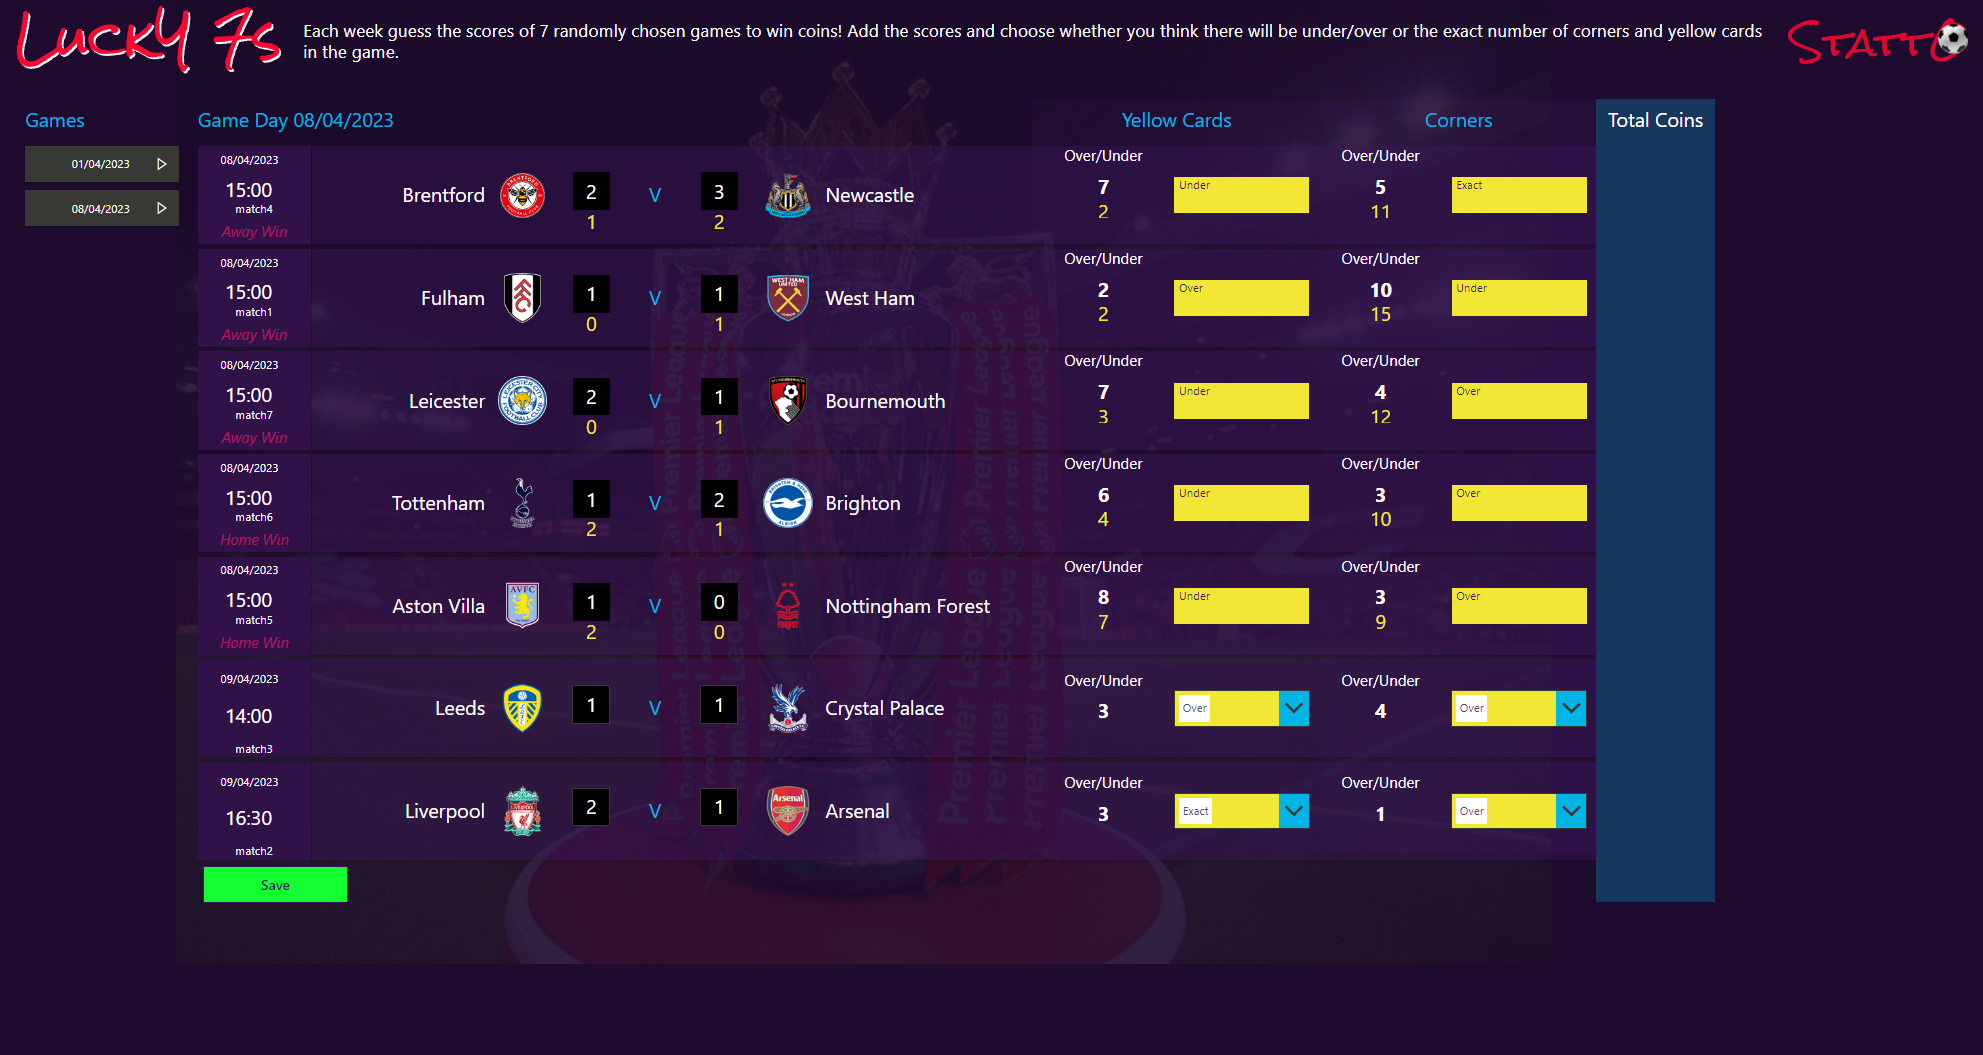 Lucky 7s
Each week guess the scores of 7 randomly chosen games to win coins! Add the scores and choose whether you think there will be under/over or the exact number of corners and yellow cards
in the game.
STATTO
Games
Game Day 08/04/2023
Yellow Cards
Corners
Total Coins
01/04/2023
08/04/2023
08/04/2023
15:00
match4
Away Win
Brentford
2
1
V
3
2
Newcastle
Over/Under
7
2
Under
Over/Under
5
11
Exact
08/04/2023
15:00
match1
Away Win
Fulham
1
0
V
1
1
WEST HAM
UNITED
LONDON
West Ham
Over/Under
2
2
Over
Over/Under
10
15
Under
08/04/2023
15:00
match7
Away Win
Leicester
2
0
V
1
1
Bournemouth
Over/Under
7
3
Under
Over/Under
4
12
Over
08/04/2023
15:00
match6
Home Win
Tottenham
1
2
V
2
1
Brighton
Over/Under
6
4
Under
Over/Under
3
10
Over
08/04/2023
15:00
match5
Home Win
Aston Villa
AVFC
1
2
V
0
0
FOREST
Nottingham Forest
Over/Under
8
7
Under
Over/Under
3
9
Over
09/04/2023
14:00
match3
Leeds
1
V
1
Crystal Palace
Over/Under
3
Over
Over/Under
4
Over
09/04/2023
16:30
match2
Liverpool
2
V
1
Arsenal
Arsenal
Over/Under
3
Exact
Over/Under
1
Over
Save